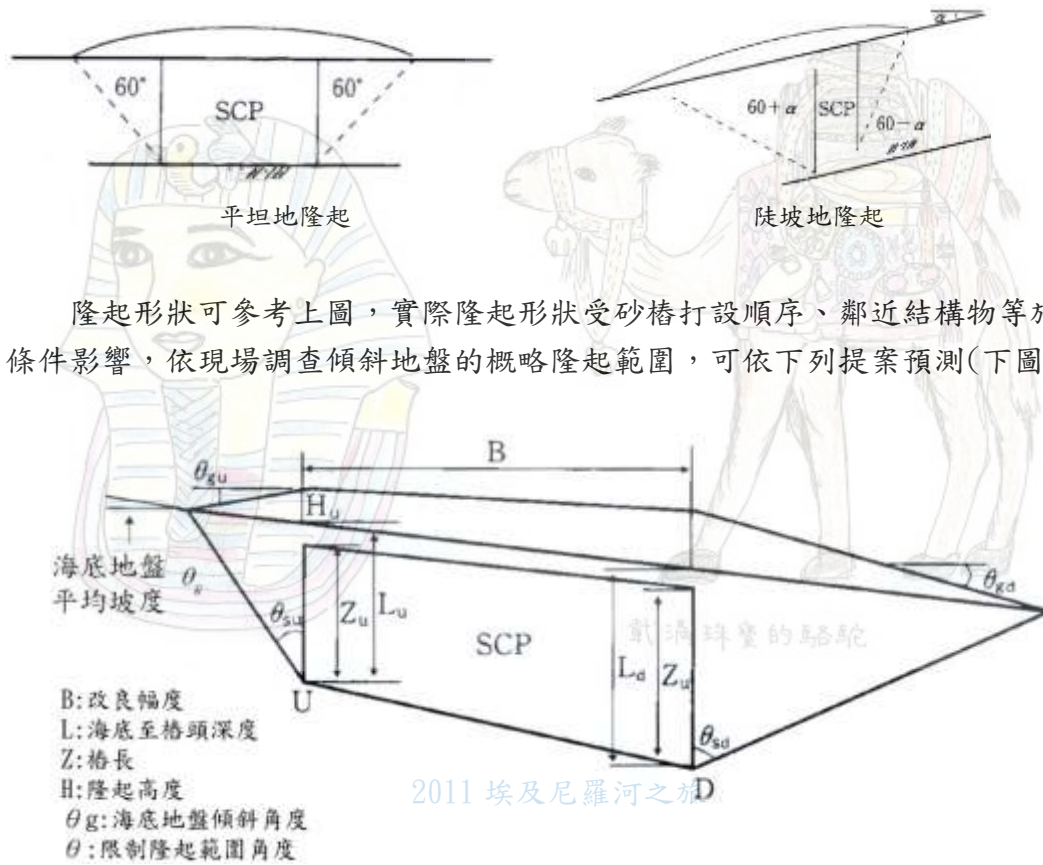 60° SCP 60°
平坦地隆起
α
60+α SCP 60-α
陡坡地隆起
隆起形狀可參考上圖，實際隆起形狀受砂樁打設順序、鄰近結構物等
條件影響，依現場調查傾斜地盤的概略隆起範圍，可依下列提案預測(下圖
B
θgu
Hu
海底地盤
平均坡度
θg
θsu
Zu
Lu
SCP
Ld
Zu
θsd
θgd
戴滿珠寶的駱駝
U
D
B:改良幅度
L:海底至樁頭深度
Z:樁長
H:隆起高度
θg:海底地盤傾斜角度
θ:限制隆起範圍角度
2011 埃及尼羅河之旅